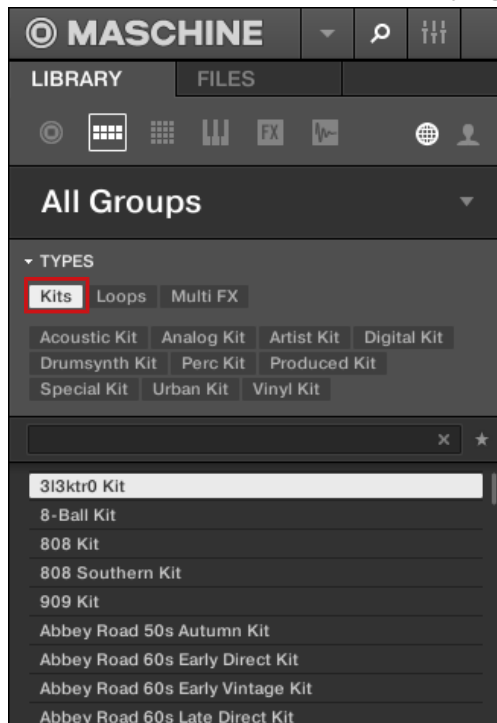 MASCHINE
LIBRARY FILES
FX
All Groups
TYPES
Kits Loops Multi FX
Acoustic Kit Analog Kit Artist Kit Digital Kit
Drumsynth Kit Perc Kit Produced Kit
Special Kit Urban Kit Vinyl Kit
3l3ktr0 Kit
8-Ball Kit
808 Kit
808 Southern Kit
909 Kit
Abbey Road 50s Autumn Kit
Abbey Road 60s Early Direct Kit
Abbey Road 60s Early Vintage Kit
Abbey Road 60s Late Direct Kit